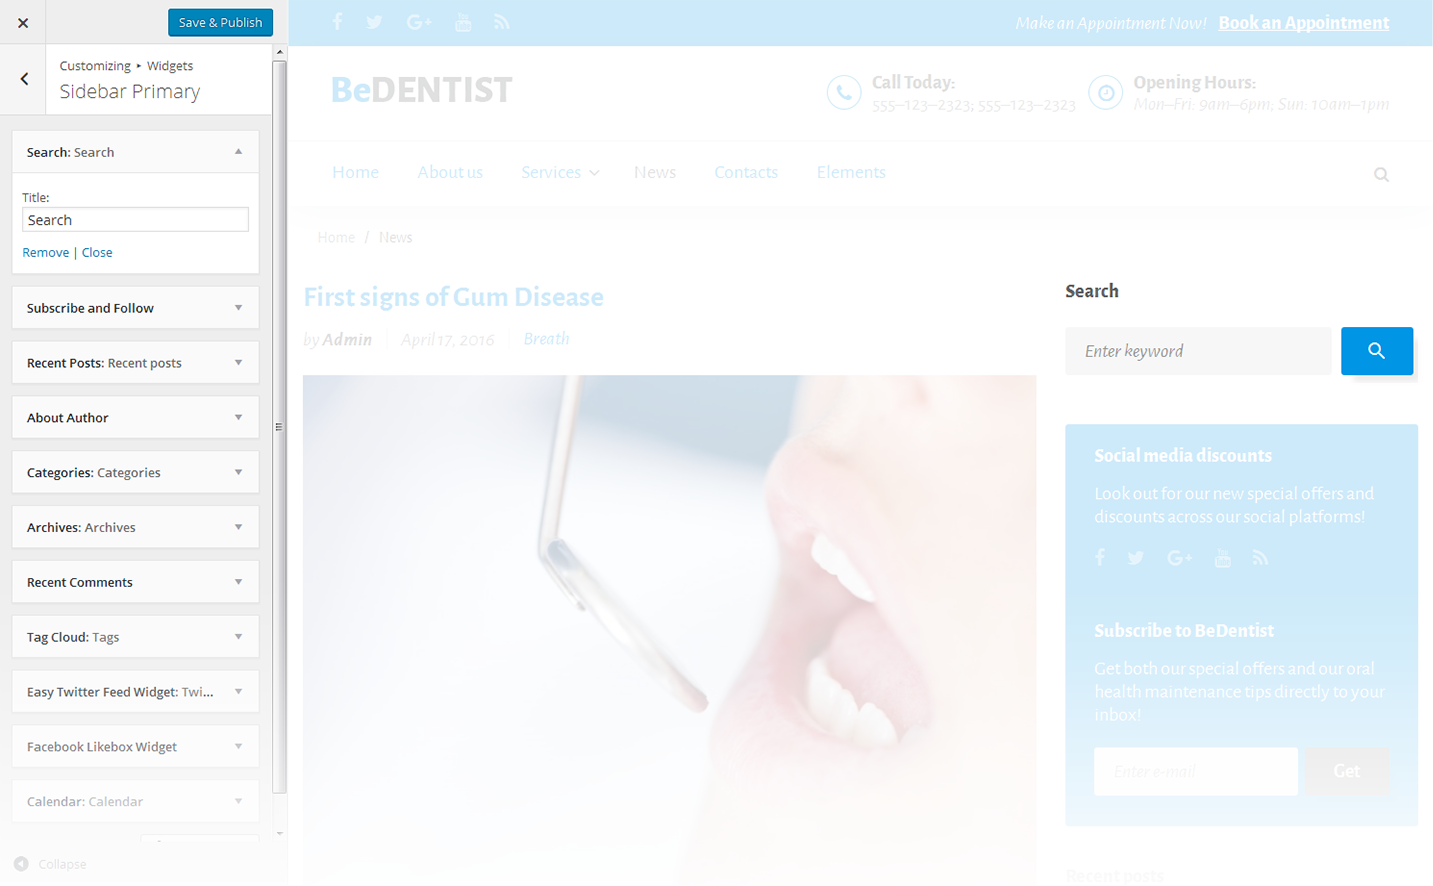 Save & Publish
Customizing ▸ Widgets
Sidebar Primary
Search: Search
Title:
Search
Remove | Close
Subscribe and Follow
Recent Posts: Recent posts
About Author
Categories: Categories
Archives: Archives
Recent Comments
Tag Cloud: Tags
Easy Twitter Feed Widget: Twi...
Facebook Likebox Widget
Calendar: Calendar
Collapse
Make an Appointment Now! Book an Appointment
BeDENTIST
Call Today:
555–123–2323; 555–123–2323
Opening Hours:
Mon–Fri: 9am–6pm; Sun: 10am–1pm
Home About us Services News Contacts Elements
Home / News
First signs of Gum Disease
by Admin April 17, 2016 Breath
Search
Enter keyword
Social media discounts
Look out for our new special offers and
discounts across our social platforms!
Subscribe to BeDentist
Get both our special offers and our oral
health maintenance tips directly to your
inbox!
Enter e-mail Get
Recent posts